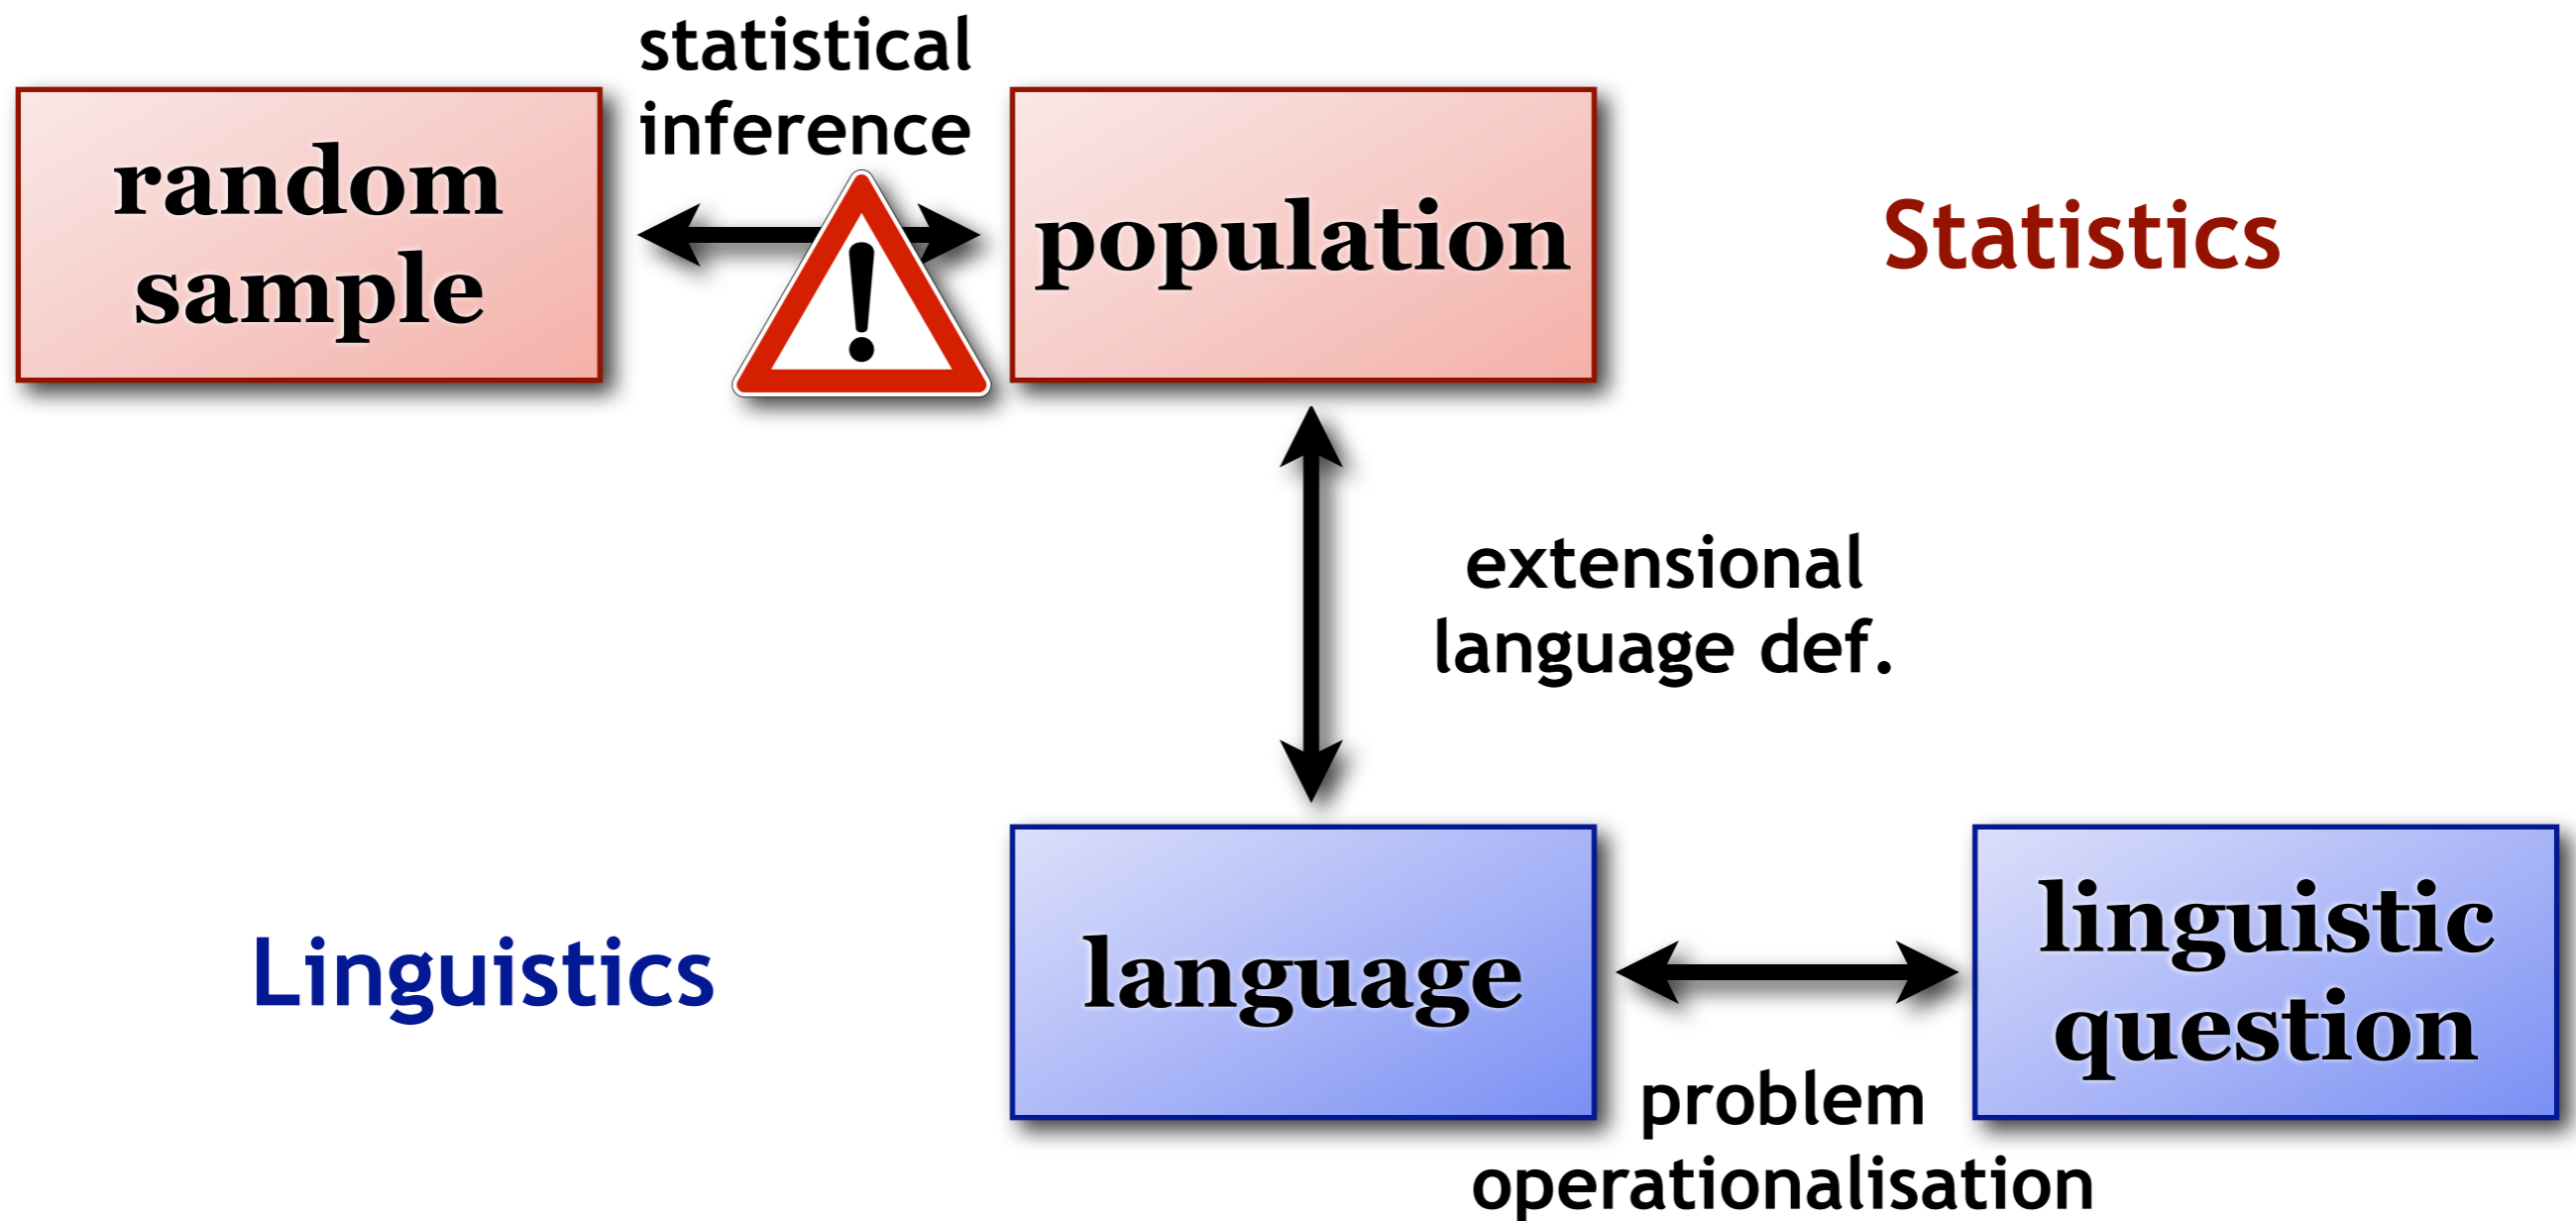 statistical
inference
random
sample
population
Statistics
extensional
language def.
Linguistics
language
linguistic
question
problem
operationalisation